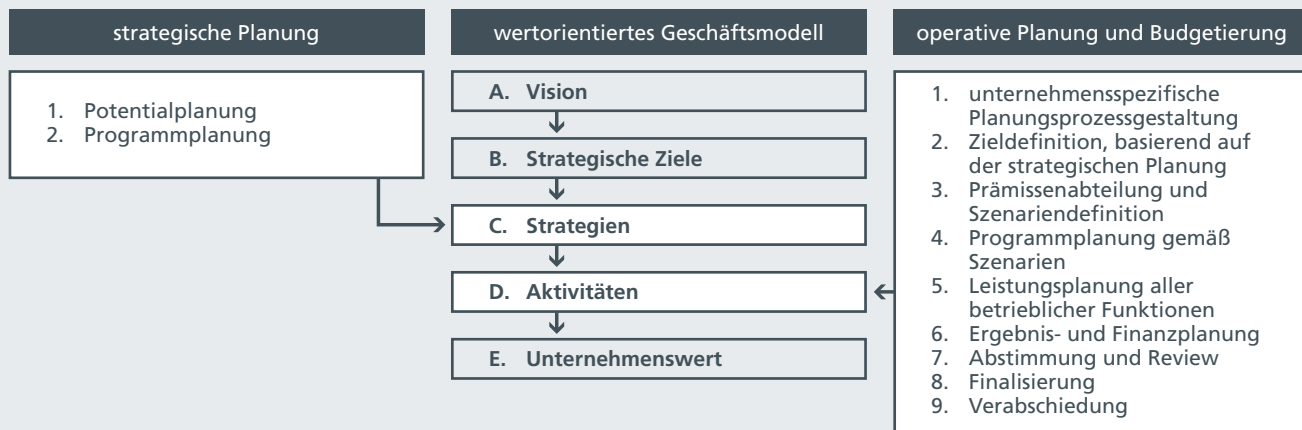 strategische Planung
1. Potentialplanung
2. Programmplanung
wertorientiertes Geschäftsmodell
A. Vision
B. Strategische Ziele
C. Strategien
D. Aktivitäten
E. Unternehmenswert
operative Planung und Budgetierung
1. unternehmensspezifische
Planungsprozessgestaltung
2. Zieldefinition, basierend auf
der strategischen Planung
3. Prämissenabteilung und
Szenariendefinition
4. Programmplanung gemäß
Szenarien
5. Leistungsplanung aller
betrieblicher Funktionen
6. Ergebnis- und Finanzplanung
7. Abstimmung und Review
8. Finalisierung
9. Verabschiedung